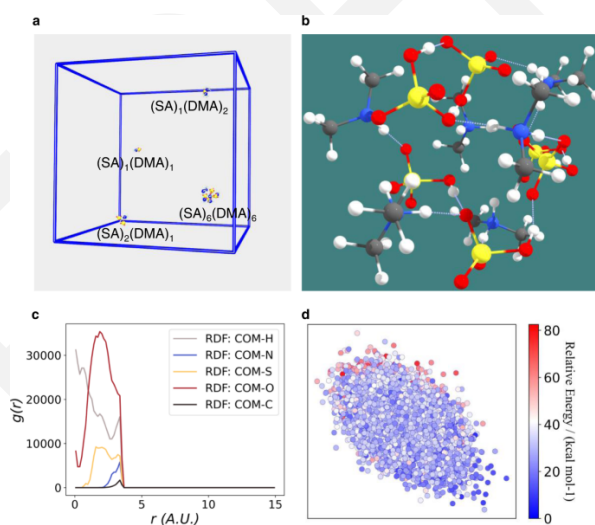 a
(SA)₁(DMA)₂
(SA)₁(DMA)₁
(SA)₆(DMA)₆
(SA)₂(DMA)₁
b
c
30000
20000
10000
0
g(r)
RDF: COM-H
RDF: COM-N
RDF: COM-S
RDF: COM-O
RDF: COM-C
0
5
10
15
r (A.U.)
d
80
60
40
20
0
Relative Energy / (kcal mol-1)